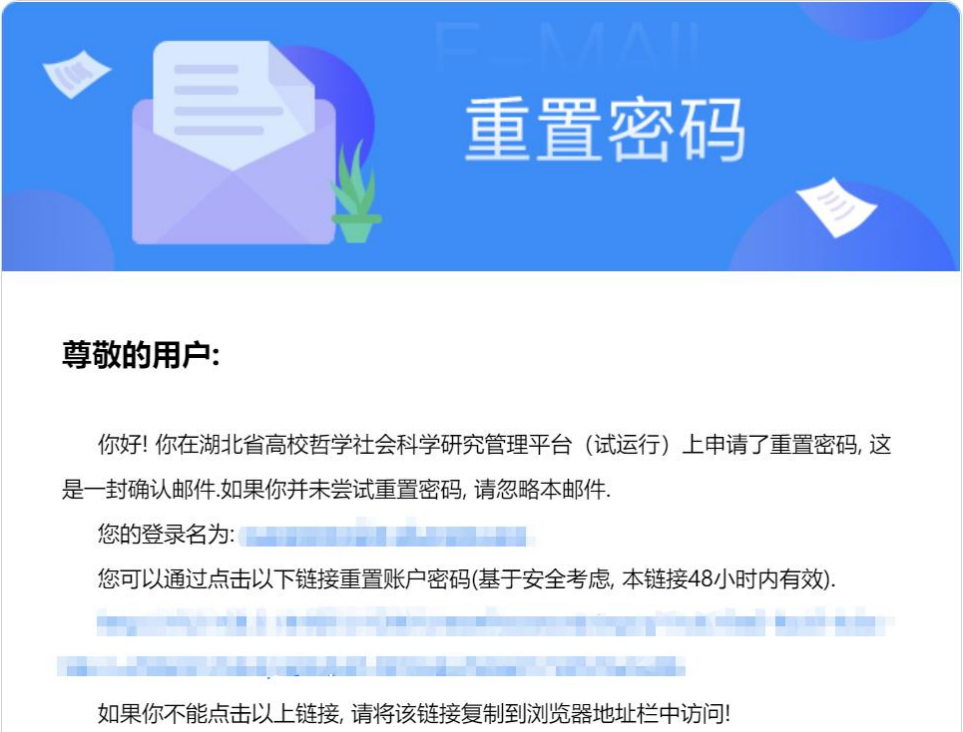 E-MAIL
重置密码
尊敬的用户:
你好! 你在湖北省高校哲学社会科学研究管理平台（试运行）上申请了重置密码, 这
是一封确认邮件.如果你并未尝试重置密码, 请忽略本邮件.
您的登录名为:
您可以通过点击以下链接重置账户密码(基于安全考虑, 本链接48小时内有效).
如果你不能点击以上链接, 请将该链接复制到浏览器地址栏中访问!